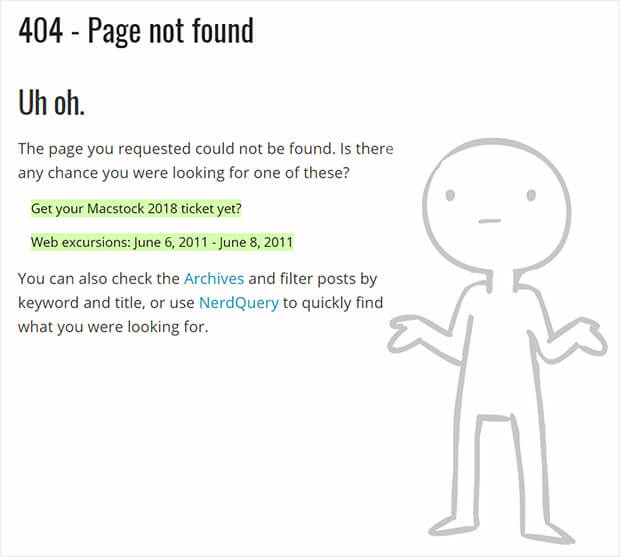 404 - Page not found
Uh oh.
The page you requested could not be found. Is there
any chance you were looking for one of these?
Get your Macstock 2018 ticket yet?
Web excursions: June 6, 2011 - June 8, 2011
You can also check the Archives and filter posts by
keyword and title, or use NerdQuery to quickly find
what you were looking for.